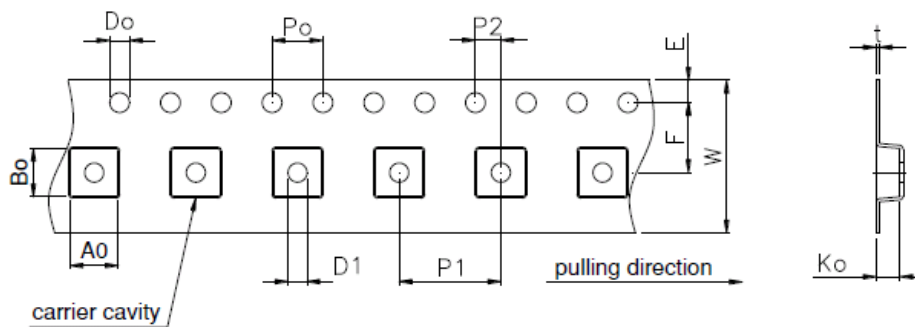 Do
Po
P2
E
t
F
W
Bo
A0
D1
P1
pulling direction
Ko
carrier cavity